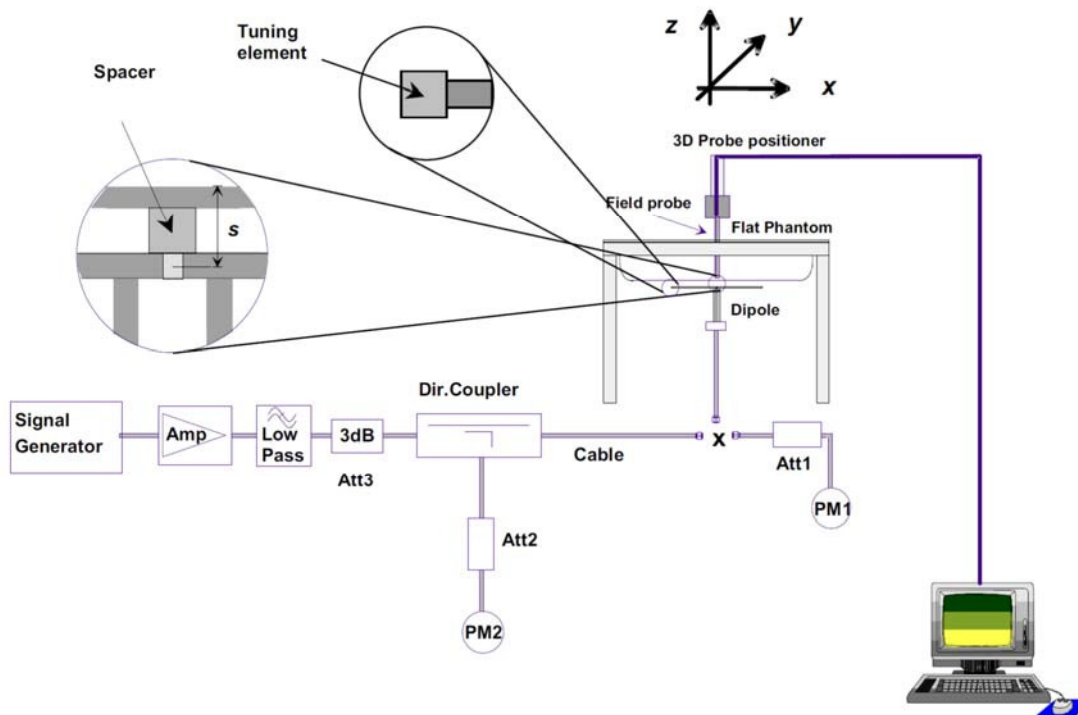 Tuning
element
Spacer
z
y
x
3D Probe positioner
Field probe
Flat Phantom
s
Dipole
Dir.Coupler
Signal
Generator
Amp
Low
Pass
3dB
Att3
Cable
X
Att1
PM1
Att2
PM2